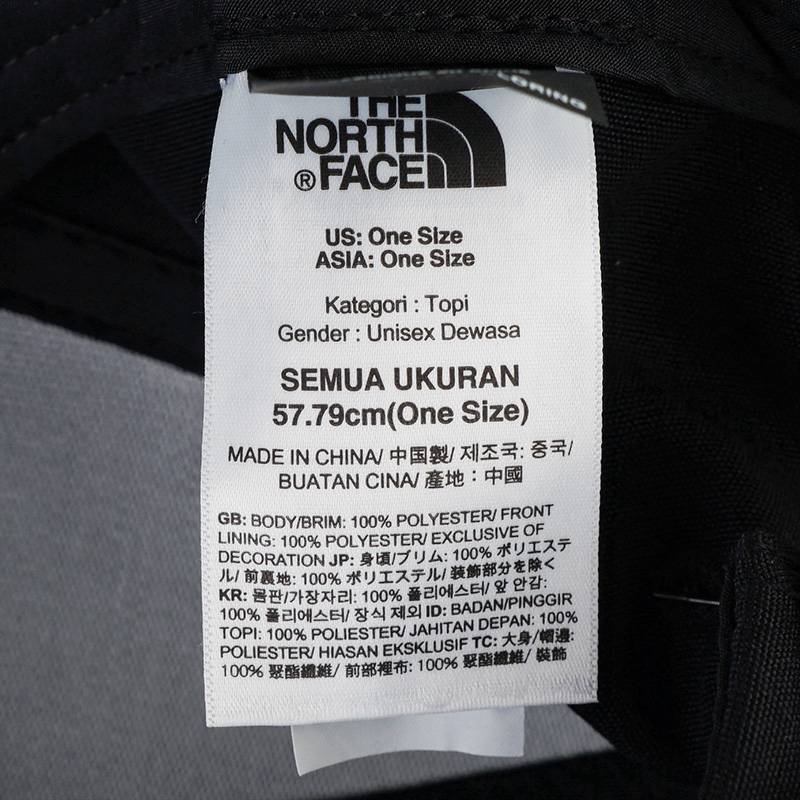 THE
NORTH
® FACE
US: One Size
ASIA: One Size
Kategori : Topi
Gender : Unisex Dewasa
SEMUA UKURAN
57.79cm(One Size)
MADE IN CHINA/ 中国製/ 제조국: 중국/
BUATAN CINA/ 產地：中國
GB: BODY/BRIM: 100% POLYESTER/ FRONT
LINING: 100% POLYESTER/ EXCLUSIVE OF
DECORATION JP: 身頃/ブリム: 100% ポリエステ
ル/ 前裏地: 100% ポリエステル/ 装飾部分を除く
KR: 몸판/가장자리: 100% 폴리에스터/ 앞 안감:
100% 폴리에스터/ 장식 제외 ID: BADAN/PINGGIR
TOPI: 100% POLIESTER/ JAHITAN DEPAN: 100%
POLIESTER/ HIASAN EKSKLUSIF TC: 大身/帽邊:
100% 聚酯纖維/ 前部裡布: 100% 聚酯纖維/ 裝飾